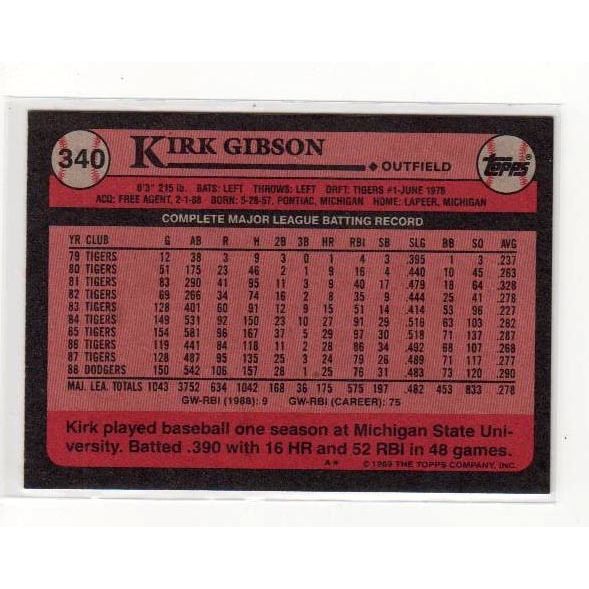 340 KIRK GIBSON
OUTFIELD
topps
6'3" 215 lb. BATS: LEFT THROWS: LEFT DRFT: TIGERS #1-JUNE 1978
ACQ: FREE AGENT, 2-1-88 BORN: 5-28-57, PONTIAC, MICHIGAN HOME: LAPEER, MICHIGAN
COMPLETE MAJOR LEAGUE BATTING RECORD
YR CLUB G AB R H 2B 3B HR RBI SB SLG BB SO AVG
79 TIGERS 12 38 3 9 3 0 1 4 3 .395 1 3 .237
80 TIGERS 51 175 23 46 2 1 9 16 4 .440 10 45 .263
81 TIGERS 83 290 41 95 11 3 9 40 17 .479 18 64 .328
82 TIGERS 69 266 34 74 16 2 8 35 9 .444 25 41 .278
83 TIGERS 128 401 60 91 12 9 15 51 14 .414 53 96 .227
84 TIGERS 149 531 92 150 23 10 27 91 29 .516 63 103 .282
85 TIGERS 154 581 96 167 37 5 29 97 30 .518 71 137 .287
86 TIGERS 119 441 84 118 11 2 28 86 34 .492 68 107 .268
87 TIGERS 128 487 95 135 25 3 24 79 26 .489 71 117 .277
88 DODGERS 150 542 106 157 28 1 25 76 31 .483 73 120 .290
MAJ. LEA. TOTALS 1043 3752 634 1042 168 36 175 575 197 .482 453 833 .278
GW-RBI (1988): 9 GW-RBI (CAREER): 75
Kirk played baseball one season at Michigan State Uni-
versity. Batted .390 with 16 HR and 52 RBI in 48 games.
A** © 1989 THE TOPPS COMPANY, INC.